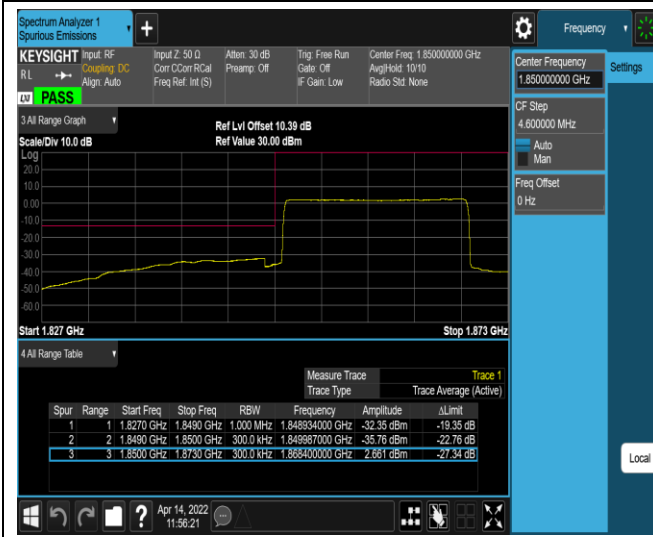 Spectrum Analyzer 1
Spurious Emissions
Frequency
KEYSIGHT
RL
Input: RF
Coupling: DC
Align: Auto
Input Z: 50 Ω
Corr CCorr RCal
Freq Ref: Int (S)
Atten: 30 dB
Preamp: Off
Trig: Free Run
Gate: Off
IF Gain: Low
Center Freq: 1.850000000 GHz
Avg|Hold: 10/10
Radio Std: None
LXI PASS
Center Frequency
1.850000000 GHz
Settings
CF Step
4.600000 MHz
Auto
Man
Freq Offset
0 Hz
3 All Range Graph
Scale/Div 10.0 dB
Ref Lvl Offset 10.39 dB
Ref Value 30.00 dBm
Log
20.0
10.0
0.00
-10.0
-20.0
-30.0
-40.0
-50.0
-60.0
Start 1.827 GHz
Stop 1.873 GHz
4 All Range Table
Measure Trace Trace 1
Trace Type Trace Average (Active)
Spur Range Start Freq Stop Freq RBW Frequency Amplitude ΔLimit
1 1 1.8270 GHz 1.8490 GHz 1.000 MHz 1.848934000 GHz -32.35 dBm -19.35 dB
2 2 1.8490 GHz 1.8500 GHz 300.0 kHz 1.849987000 GHz -35.76 dBm -22.76 dB
3 3 1.8500 GHz 1.8730 GHz 300.0 kHz 1.868400000 GHz 2.661 dBm -27.34 dB
Local
Apr 14, 2022
11:56:21